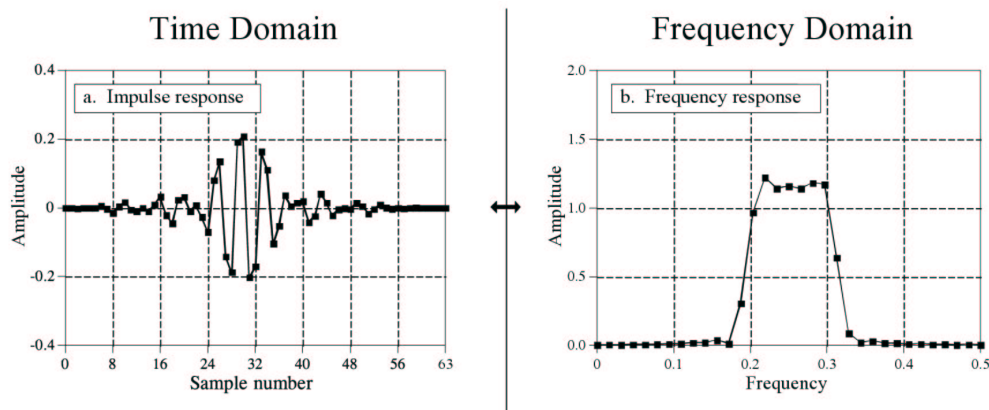 Time Domain
Frequency Domain
0.4
0.2
0
-0.2
-0.4
Amplitude
a. Impulse response
0 8 16 24 32 40 48 56 63
Sample number
2.0
1.5
1.0
0.5
0.0
Amplitude
b. Frequency response
0 0.1 0.2 0.3 0.4 0.5
Frequency